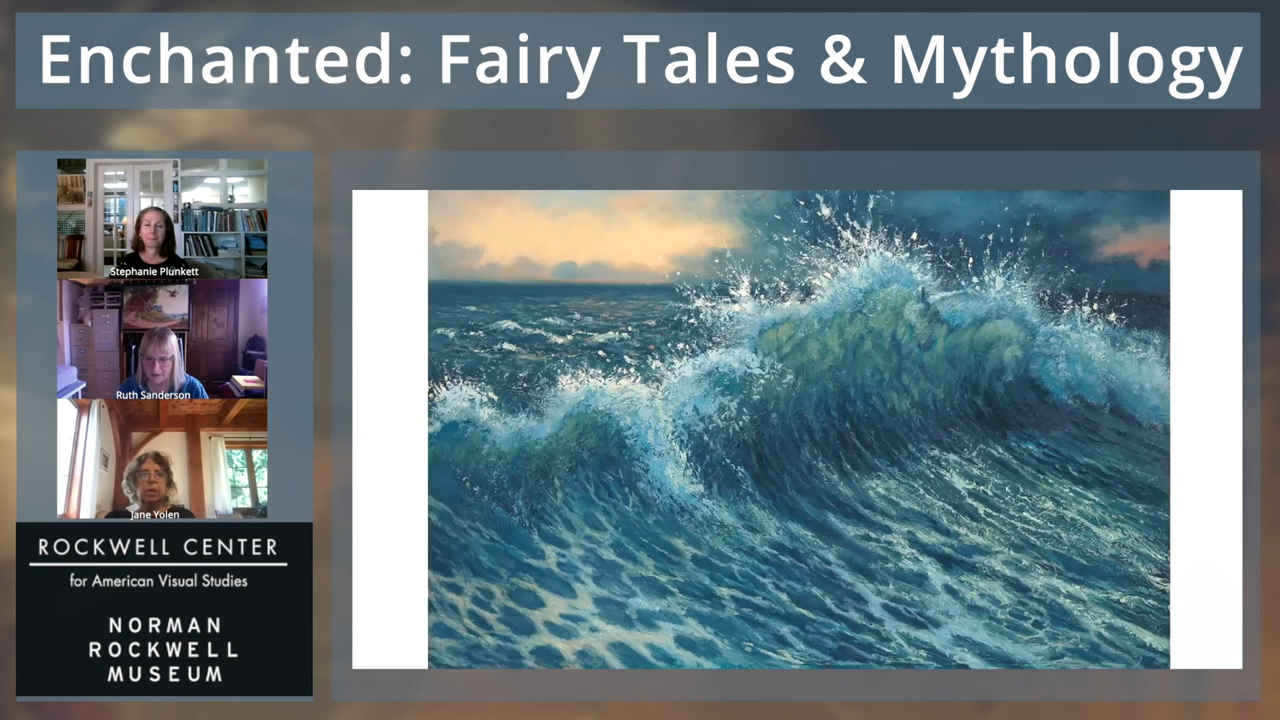 Enchanted: Fairy Tales & Mythology
Stephanie Plunkett
Ruth Sanderson
Jane Yolen
ROCKWELL CENTER
for American Visual Studies
NORMAN
ROCKWELL
MUSEUM